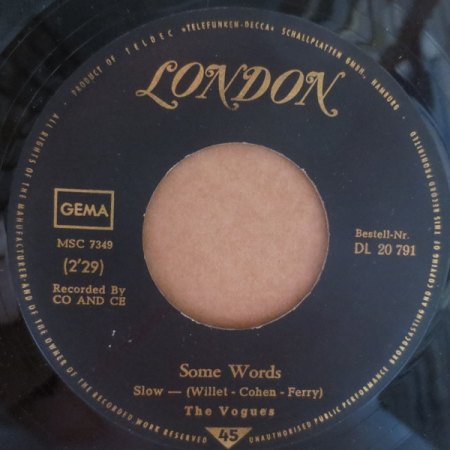 PRODUCT OF TELDEC »TELEFUNKEN-DECCA« SCHALLPLATTEN GMBH, HAMBURG
LONDON
ALL RIGHTS OF THE MANUFACTURER AND OF THE OWNER OF THE RECORDED WORK RESERVED
UNAUTHORISED PUBLIC PERFORMANCE BROADCASTING AND COPYING OF THIS RECORD PROHIBITED
GEMA
MSC 7349
(2'29)
Recorded By
CO AND CE
Bestell-Nr.
DL 20 791
Some Words
Slow — (Willet - Cohen - Ferry)
The Vogues
45